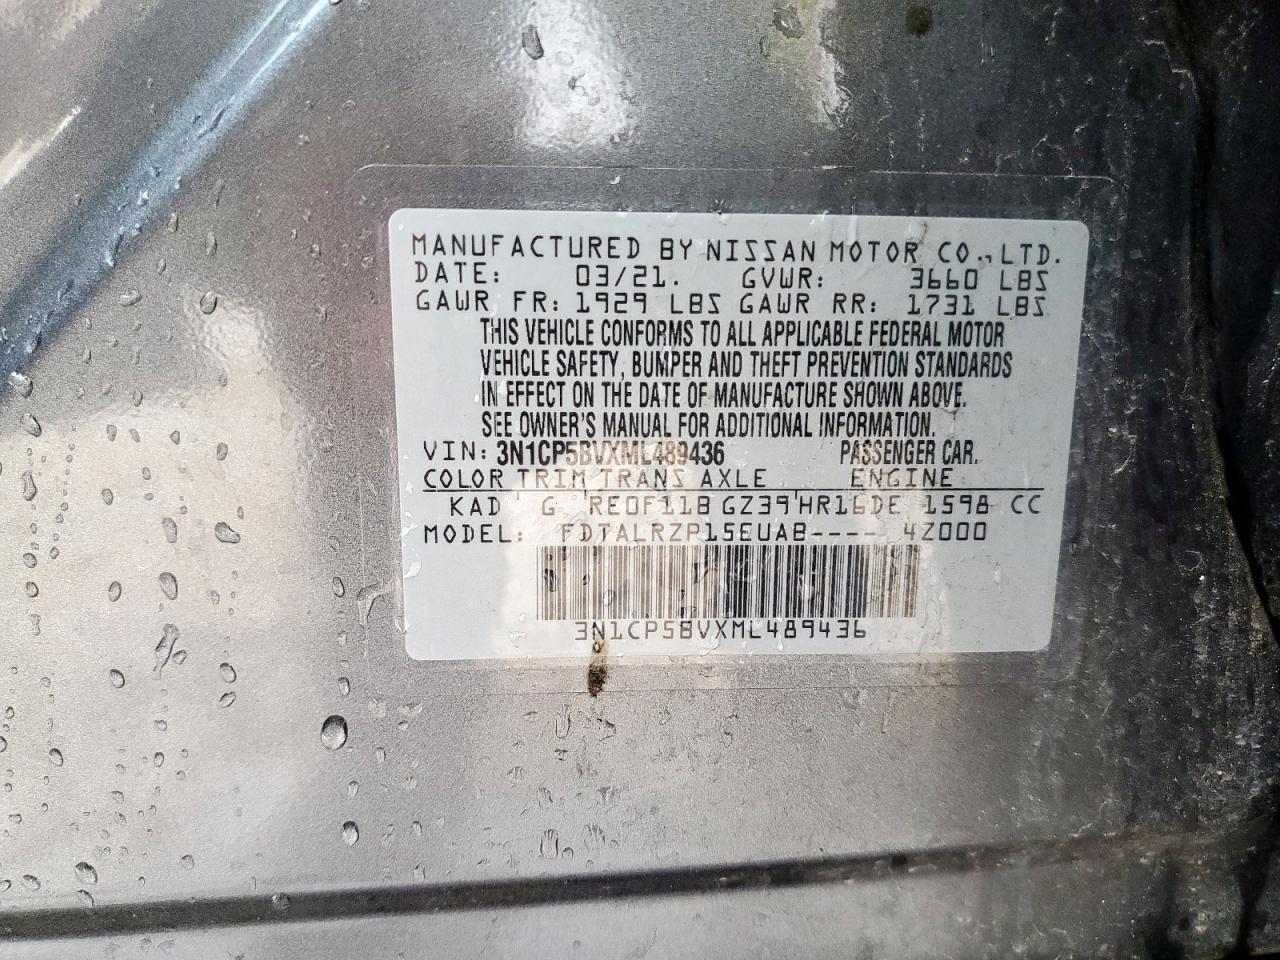 MANUFACTURED BY NISSAN MOTOR CO., LTD.
DATE: 03/21. GVWR: 3660 LBS
GAWR FR: 1929 LBS GAWR RR: 1731 LBS
THIS VEHICLE CONFORMS TO ALL APPLICABLE FEDERAL MOTOR
VEHICLE SAFETY, BUMPER AND THEFT PREVENTION STANDARDS
IN EFFECT ON THE DATE OF MANUFACTURE SHOWN ABOVE.
SEE OWNER'S MANUAL FOR ADDITIONAL INFORMATION.
VIN: 3N1CP5BVXML489436 PASSENGER CAR.
COLOR TRIM TRANS AXLE ENGINE
KAD G RE0F11B GZ39 HR16DE 1598 CC
MODEL: FDTALRZP15EUAB---- 4Z000
3N1CP5BVXML489436